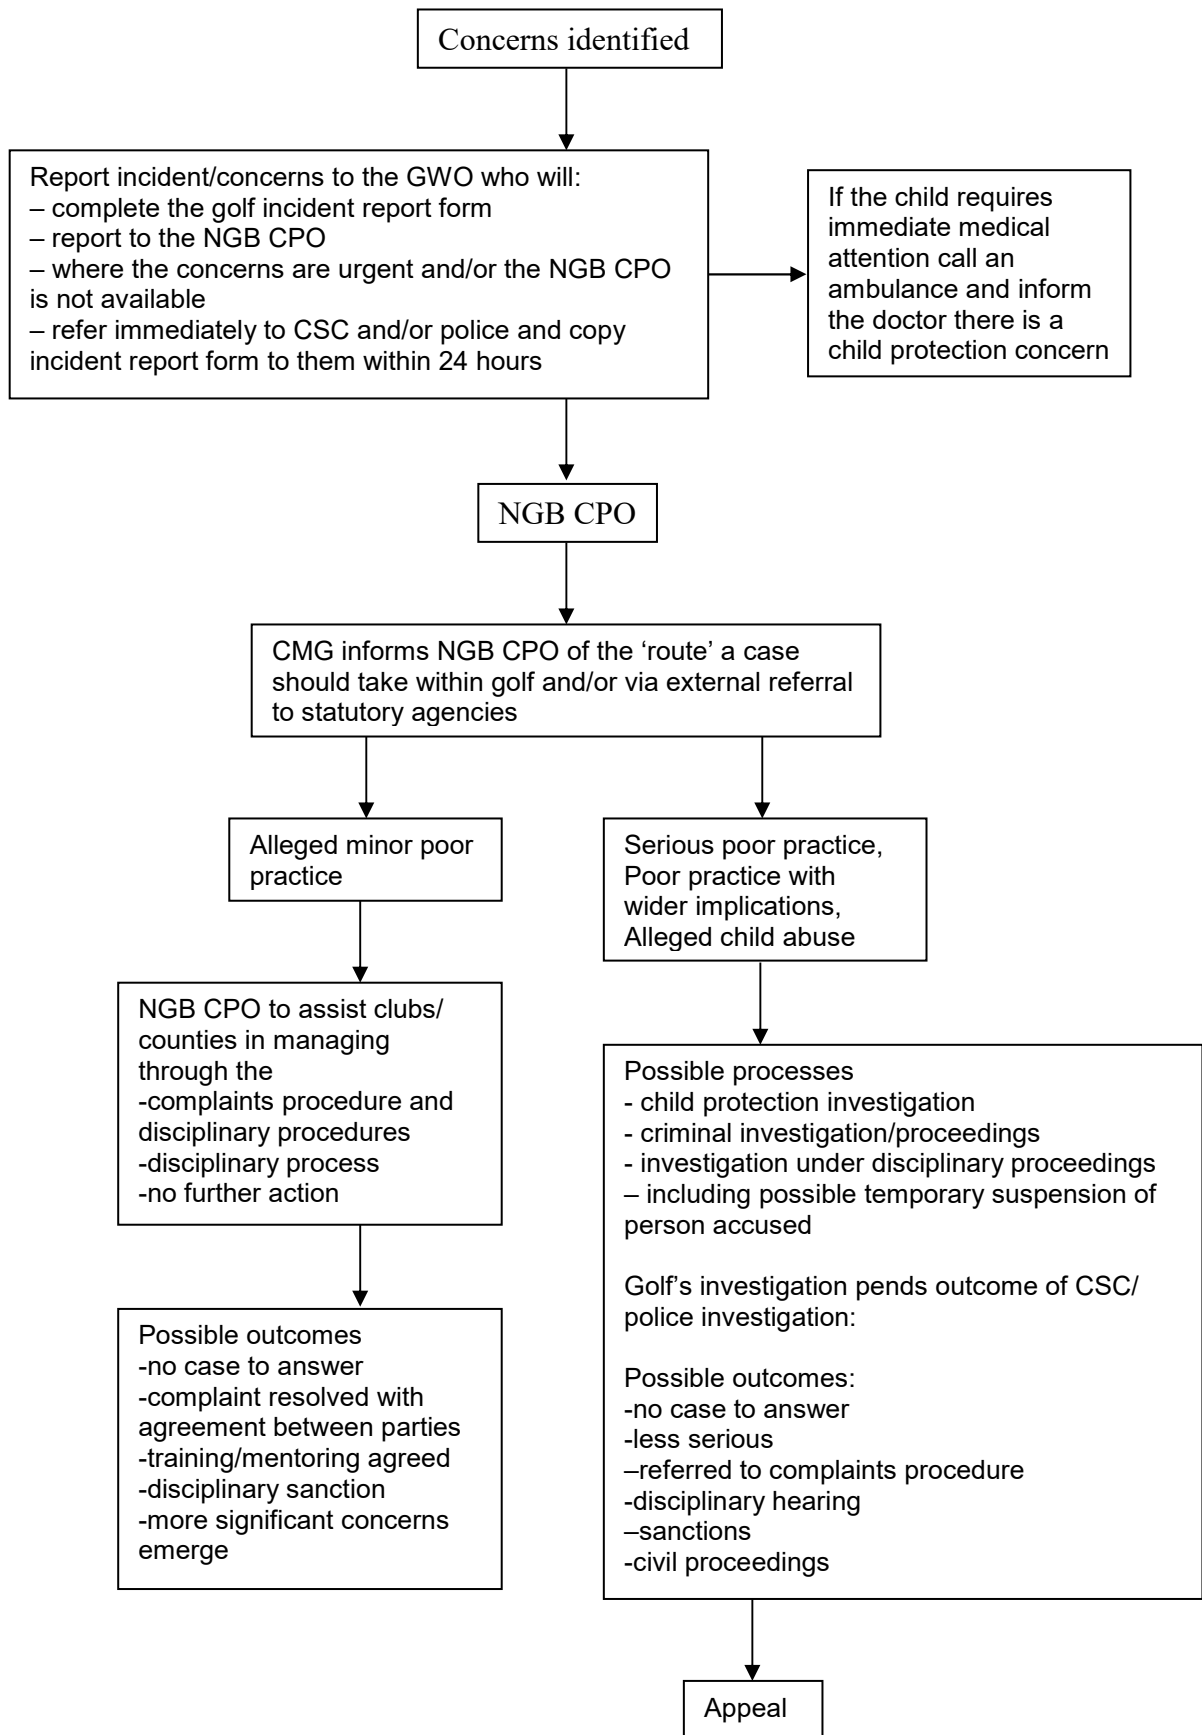 Concerns identified
Report incident/concerns to the GWO who will:
– complete the golf incident report form
– report to the NGB CPO
– where the concerns are urgent and/or the NGB CPO
is not available
– refer immediately to CSC and/or police and copy
incident report form to them within 24 hours
If the child requires
immediate medical
attention call an
ambulance and inform
the doctor there is a
child protection concern
NGB CPO
CMG informs NGB CPO of the ‘route’ a case
should take within golf and/or via external referral
to statutory agencies
Alleged minor poor
practice
Serious poor practice,
Poor practice with
wider implications,
Alleged child abuse
NGB CPO to assist clubs/
counties in managing
through the
-complaints procedure and
disciplinary procedures
-disciplinary process
-no further action
Possible processes
- child protection investigation
- criminal investigation/proceedings
- investigation under disciplinary proceedings
– including possible temporary suspension of
person accused
Golf’s investigation pends outcome of CSC/
police investigation:
Possible outcomes:
-no case to answer
-less serious
–referred to complaints procedure
-disciplinary hearing
–sanctions
-civil proceedings
Possible outcomes
-no case to answer
-complaint resolved with
agreement between parties
-training/mentoring agreed
-disciplinary sanction
-more significant concerns
emerge
Appeal